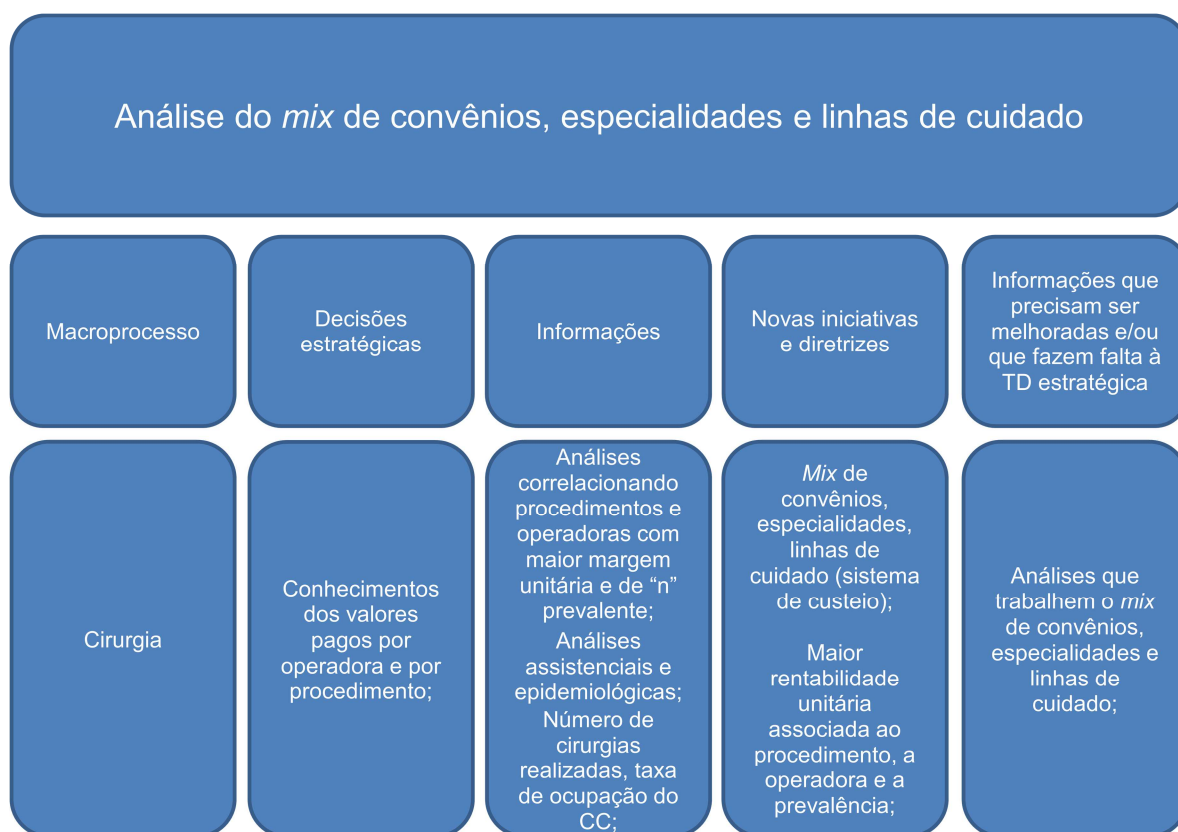 Análise do mix de convênios, especialidades e linhas de cuidado
Macroprocesso
Decisões
estratégicas
Informações
Novas iniciativas
e diretrizes
Informações que
precisam ser
melhoradas e/ou
que fazem falta à
TD estratégica
Cirurgia
Conhecimentos
dos valores
pagos por
operadora e por
procedimento;
Análises
correlacionando
procedimentos e
operadoras com
maior margem
unitária e de “n”
prevalente;
Análises
assistenciais e
epidemiológicas;
Número de
cirurgias
realizadas, taxa
de ocupação do
CC;
Mix de
convênios,
especialidades,
linhas de
cuidado (sistema
de custeio);
Maior
rentabilidade
unitária
associada ao
procedimento, a
operadora e a
prevalência;
Análises que
trabalhem o mix
de convênios,
especialidades e
linhas de
cuidado;